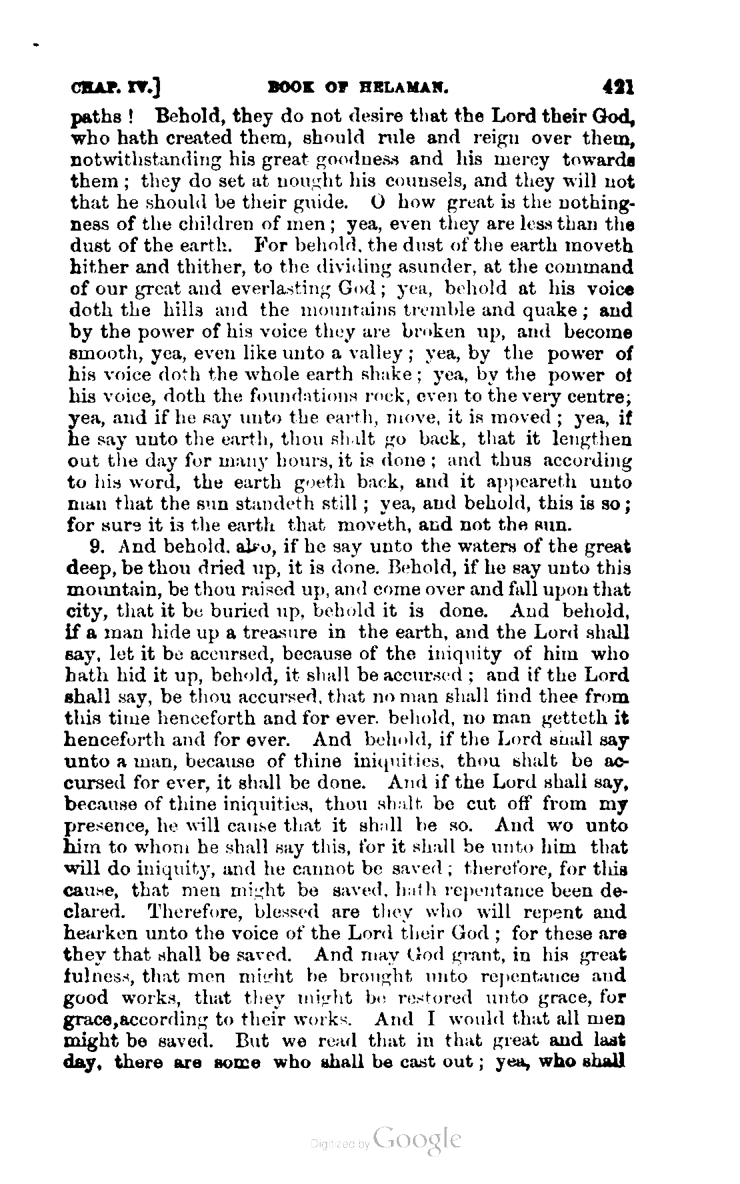 CHAP. IV.] BOOK OF HELAMAN. 421
paths ! Behold, they do not desire that the Lord their God,
who hath created them, should rule and reign over them,
notwithstanding his great goodness and his mercy towards
them ; they do set at nought his counsels, and they will not
that he should be their guide. O how great is the nothing-
ness of the children of men ; yea, even they are less than the
dust of the earth. For behold, the dust of the earth moveth
hither and thither, to the dividing asunder, at the command
of our great and everlasting God ; yea, behold at his voice
doth the hills and the mountains tremble and quake ; and
by the power of his voice they are broken up, and become
smooth, yea, even like unto a valley ; yea, by the power of
his voice doth the whole earth shake ; yea, by the power of
his voice, doth the foundations rock, even to the very centre;
yea, and if he say unto the earth, move, it is moved ; yea, if
he say unto the earth, thou shalt go back, that it lengthen
out the day for many hours, it is done ; and thus according
to his word, the earth goeth back, and it appeareth unto
man that the sun standeth still ; yea, and behold, this is so ;
for sure it is the earth that moveth, and not the sun.
9. And behold, also, if he say unto the waters of the great
deep, be thou dried up, it is done. Behold, if he say unto this
mountain, be thou raised up, and come over and fall upon that
city, that it be buried up, behold it is done. And behold,
if a man hide up a treasure in the earth, and the Lord shall
say, let it be accursed, because of the iniquity of him who
hath hid it up, behold, it shall be accursed ; and if the Lord
shall say, be thou accursed, that no man shall find thee from
this time henceforth and for ever, behold, no man getteth it
henceforth and for ever. And behold, if the Lord shall say
unto a man, because of thine iniquities, thou shalt be ac-
cursed for ever, it shall be done. And if the Lord shall say,
because of thine iniquities, thou shalt be cut off from my
presence, he will cause that it shall be so. And wo unto
him to whom he shall say this, for it shall be unto him that
will do iniquity, and he cannot be saved ; therefore, for this
cause, that men might be saved, hath repentance been de-
clared. Therefore, blessed are they who will repent and
hearken unto the voice of the Lord their God ; for these are
they that shall be saved. And may God grant, in his great
fulness, that men might be brought unto repentance and
good works, that they might be restored unto grace, for
grace,according to their works. And I would that all men
might be saved. But we read that in that great and last
day, there are some who shall be cast out ; yea, who shall
Digitized by Google